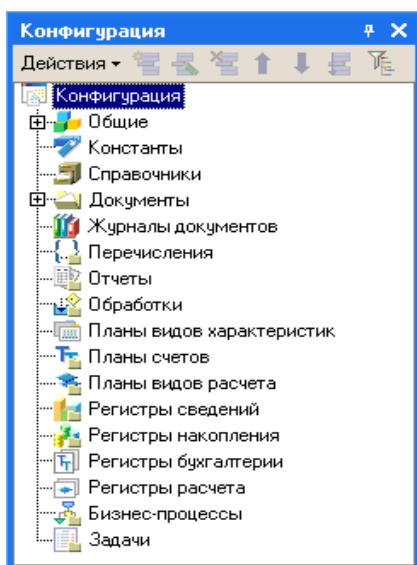 Конфигурация
Действия
Конфигурация
Общие
Константы
Справочники
Документы
Журналы документов
Перечисления
Отчеты
Обработки
Планы видов характеристик
Планы счетов
Планы видов расчета
Регистры сведений
Регистры накопления
Регистры бухгалтерии
Регистры расчета
Бизнес-процессы
Задачи